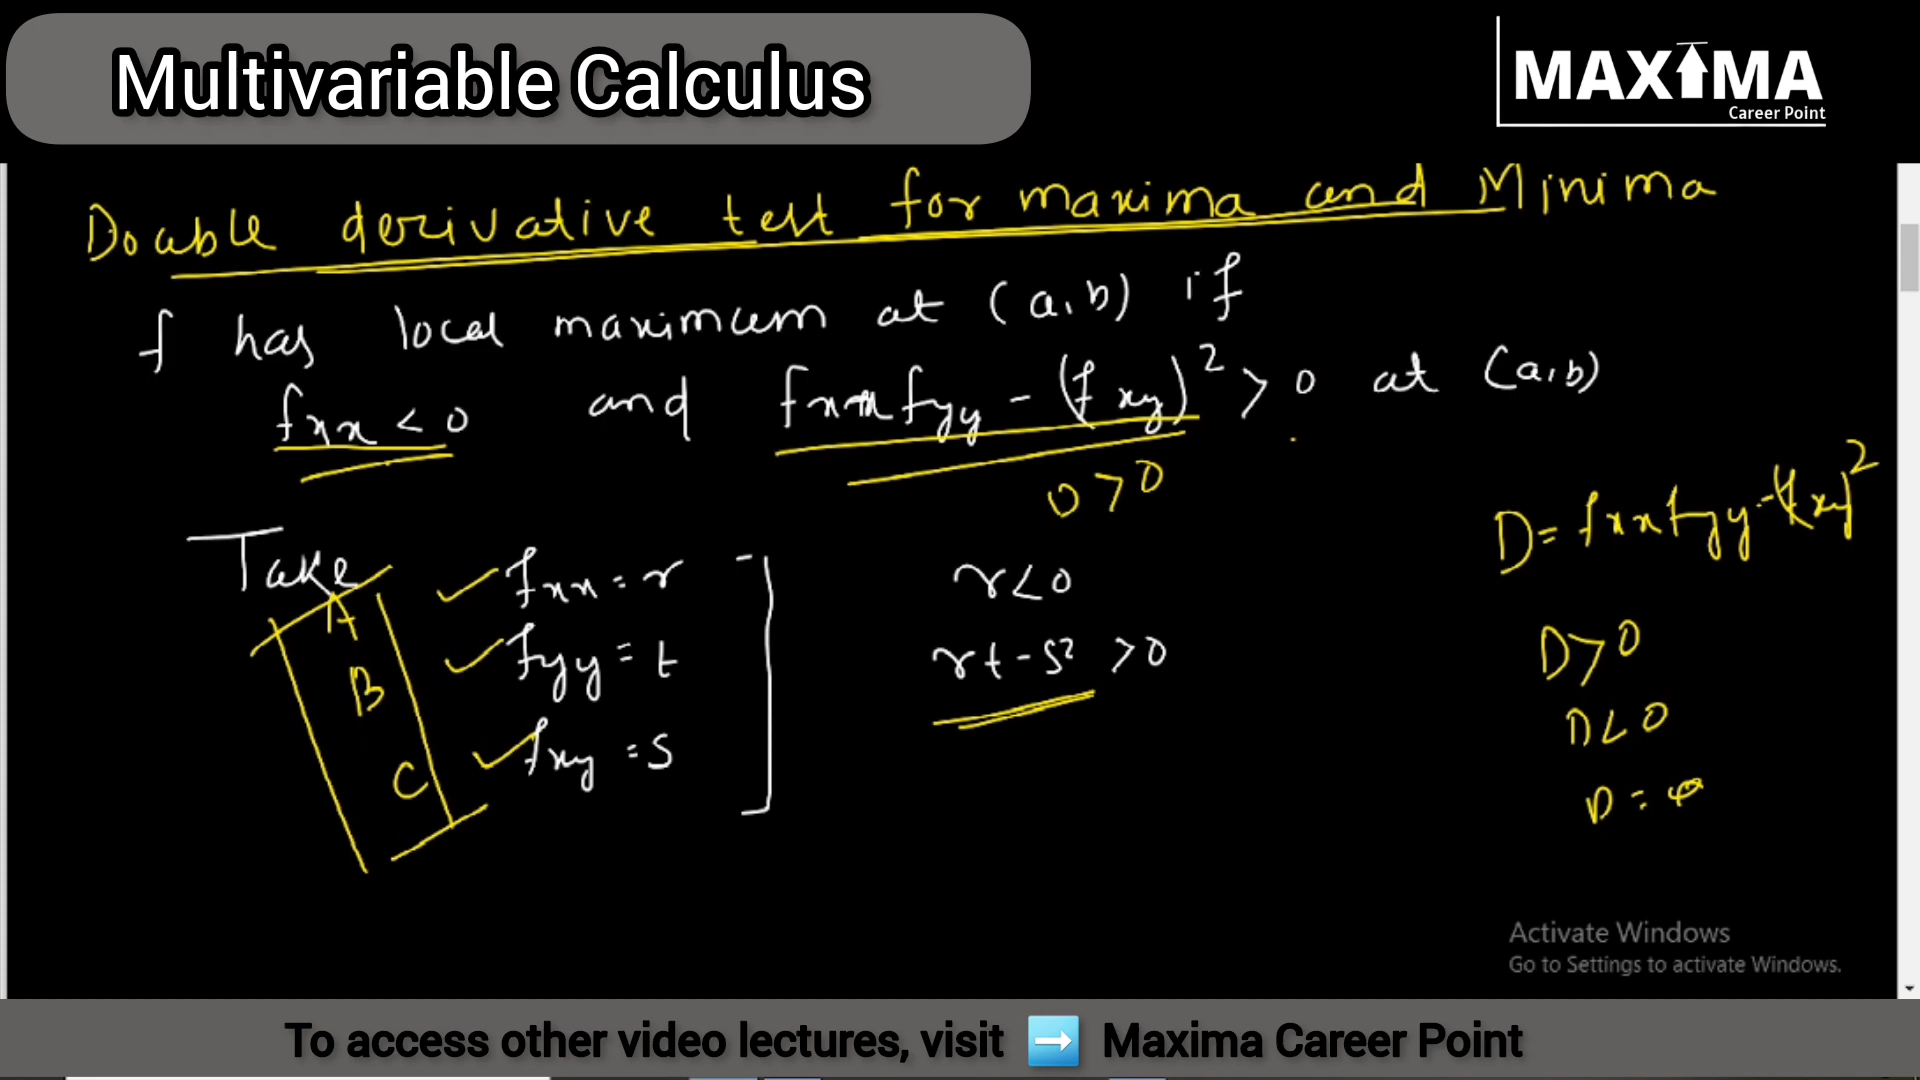 Multivariable Calculus
MAXIMA
Career Point
Double derivative test for maxima and Minima
f has local maximum at (a,b) if
fxx < 0 and fxx fyy - (fxy)² > 0 at (a,b)
0 > 0
D = fxx fyy - (fxy)²
Take
fxx = r
r < 0
A
fyy = t
rt - s² > 0
D > 0
B
D < 0
fxy = s
C
D =
Activate Windows
Go to Settings to activate Windows.
To access other video lectures, visit ➡ Maxima Career Point